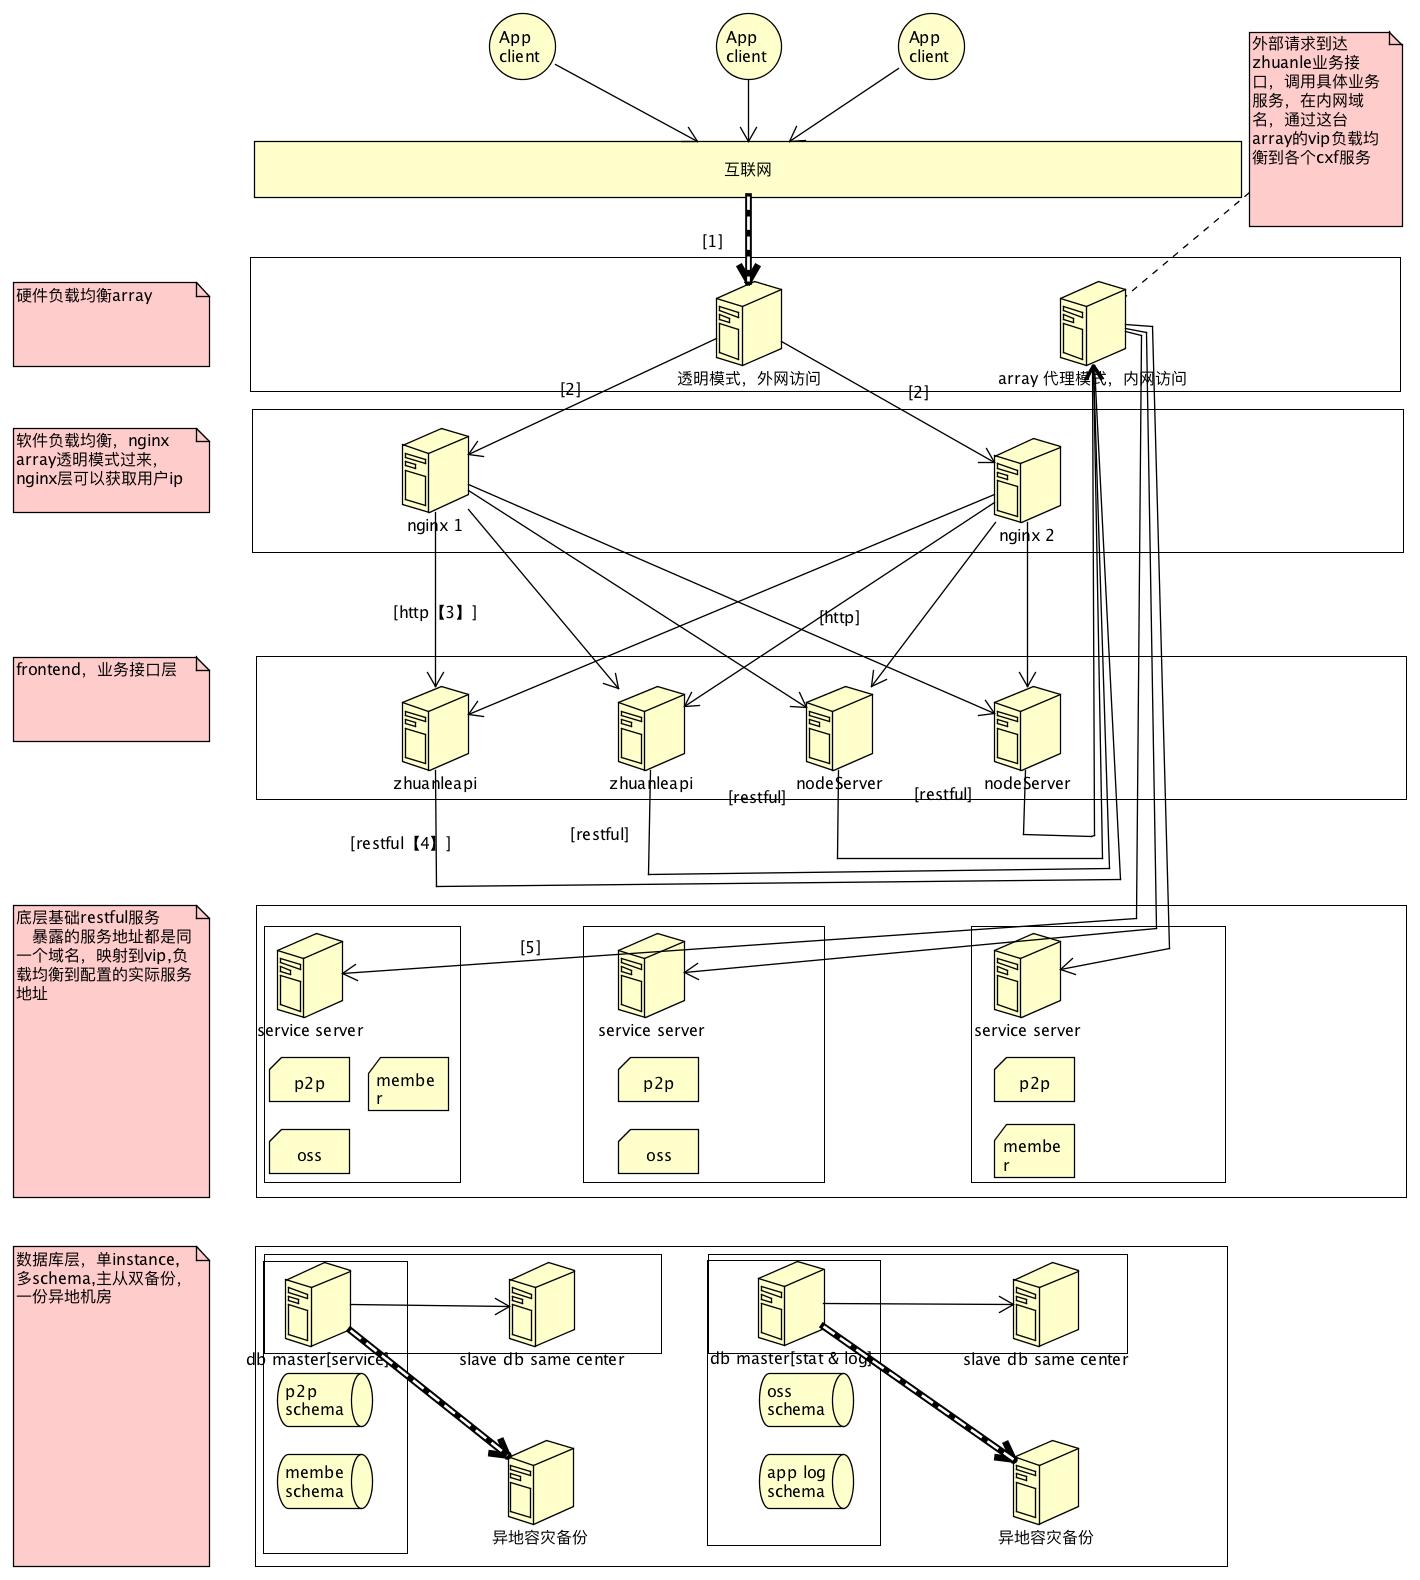 App
client
App
client
App
client
外部请求到达
zhuanle业务接
口，调用具体业务
服务，在内网域
名，通过这台
array的vip负载均
衡到各个cxf服务
互联网
[1]
硬件负载均衡array
透明模式，外网访问
array 代理模式，内网访问
[2]
[2]
软件负载均衡，nginx
array透明模式过来，
nginx层可以获取用户ip
nginx 1
nginx 2
[http【3】]
[http]
frontend，业务接口层
zhuanleapi
zhuanleapi
nodeServer
nodeServer
[restful【4】]
[restful]
[restful]
[restful]
底层基础restful服务
暴露的服务地址都是同
一个域名，映射到vip,负
载均衡到配置的实际服务
地址
[5]
service server
service server
service server
p2p
membe
r
oss
p2p
oss
p2p
membe
r
数据库层，单instance，
多schema,主从双备份，
一份异地机房
db master[service]
slave db same center
db master[stat & log]
slave db same center
p2p
schema
membe
schema
异地容灾备份
oss
schema
app log
schema
异地容灾备份